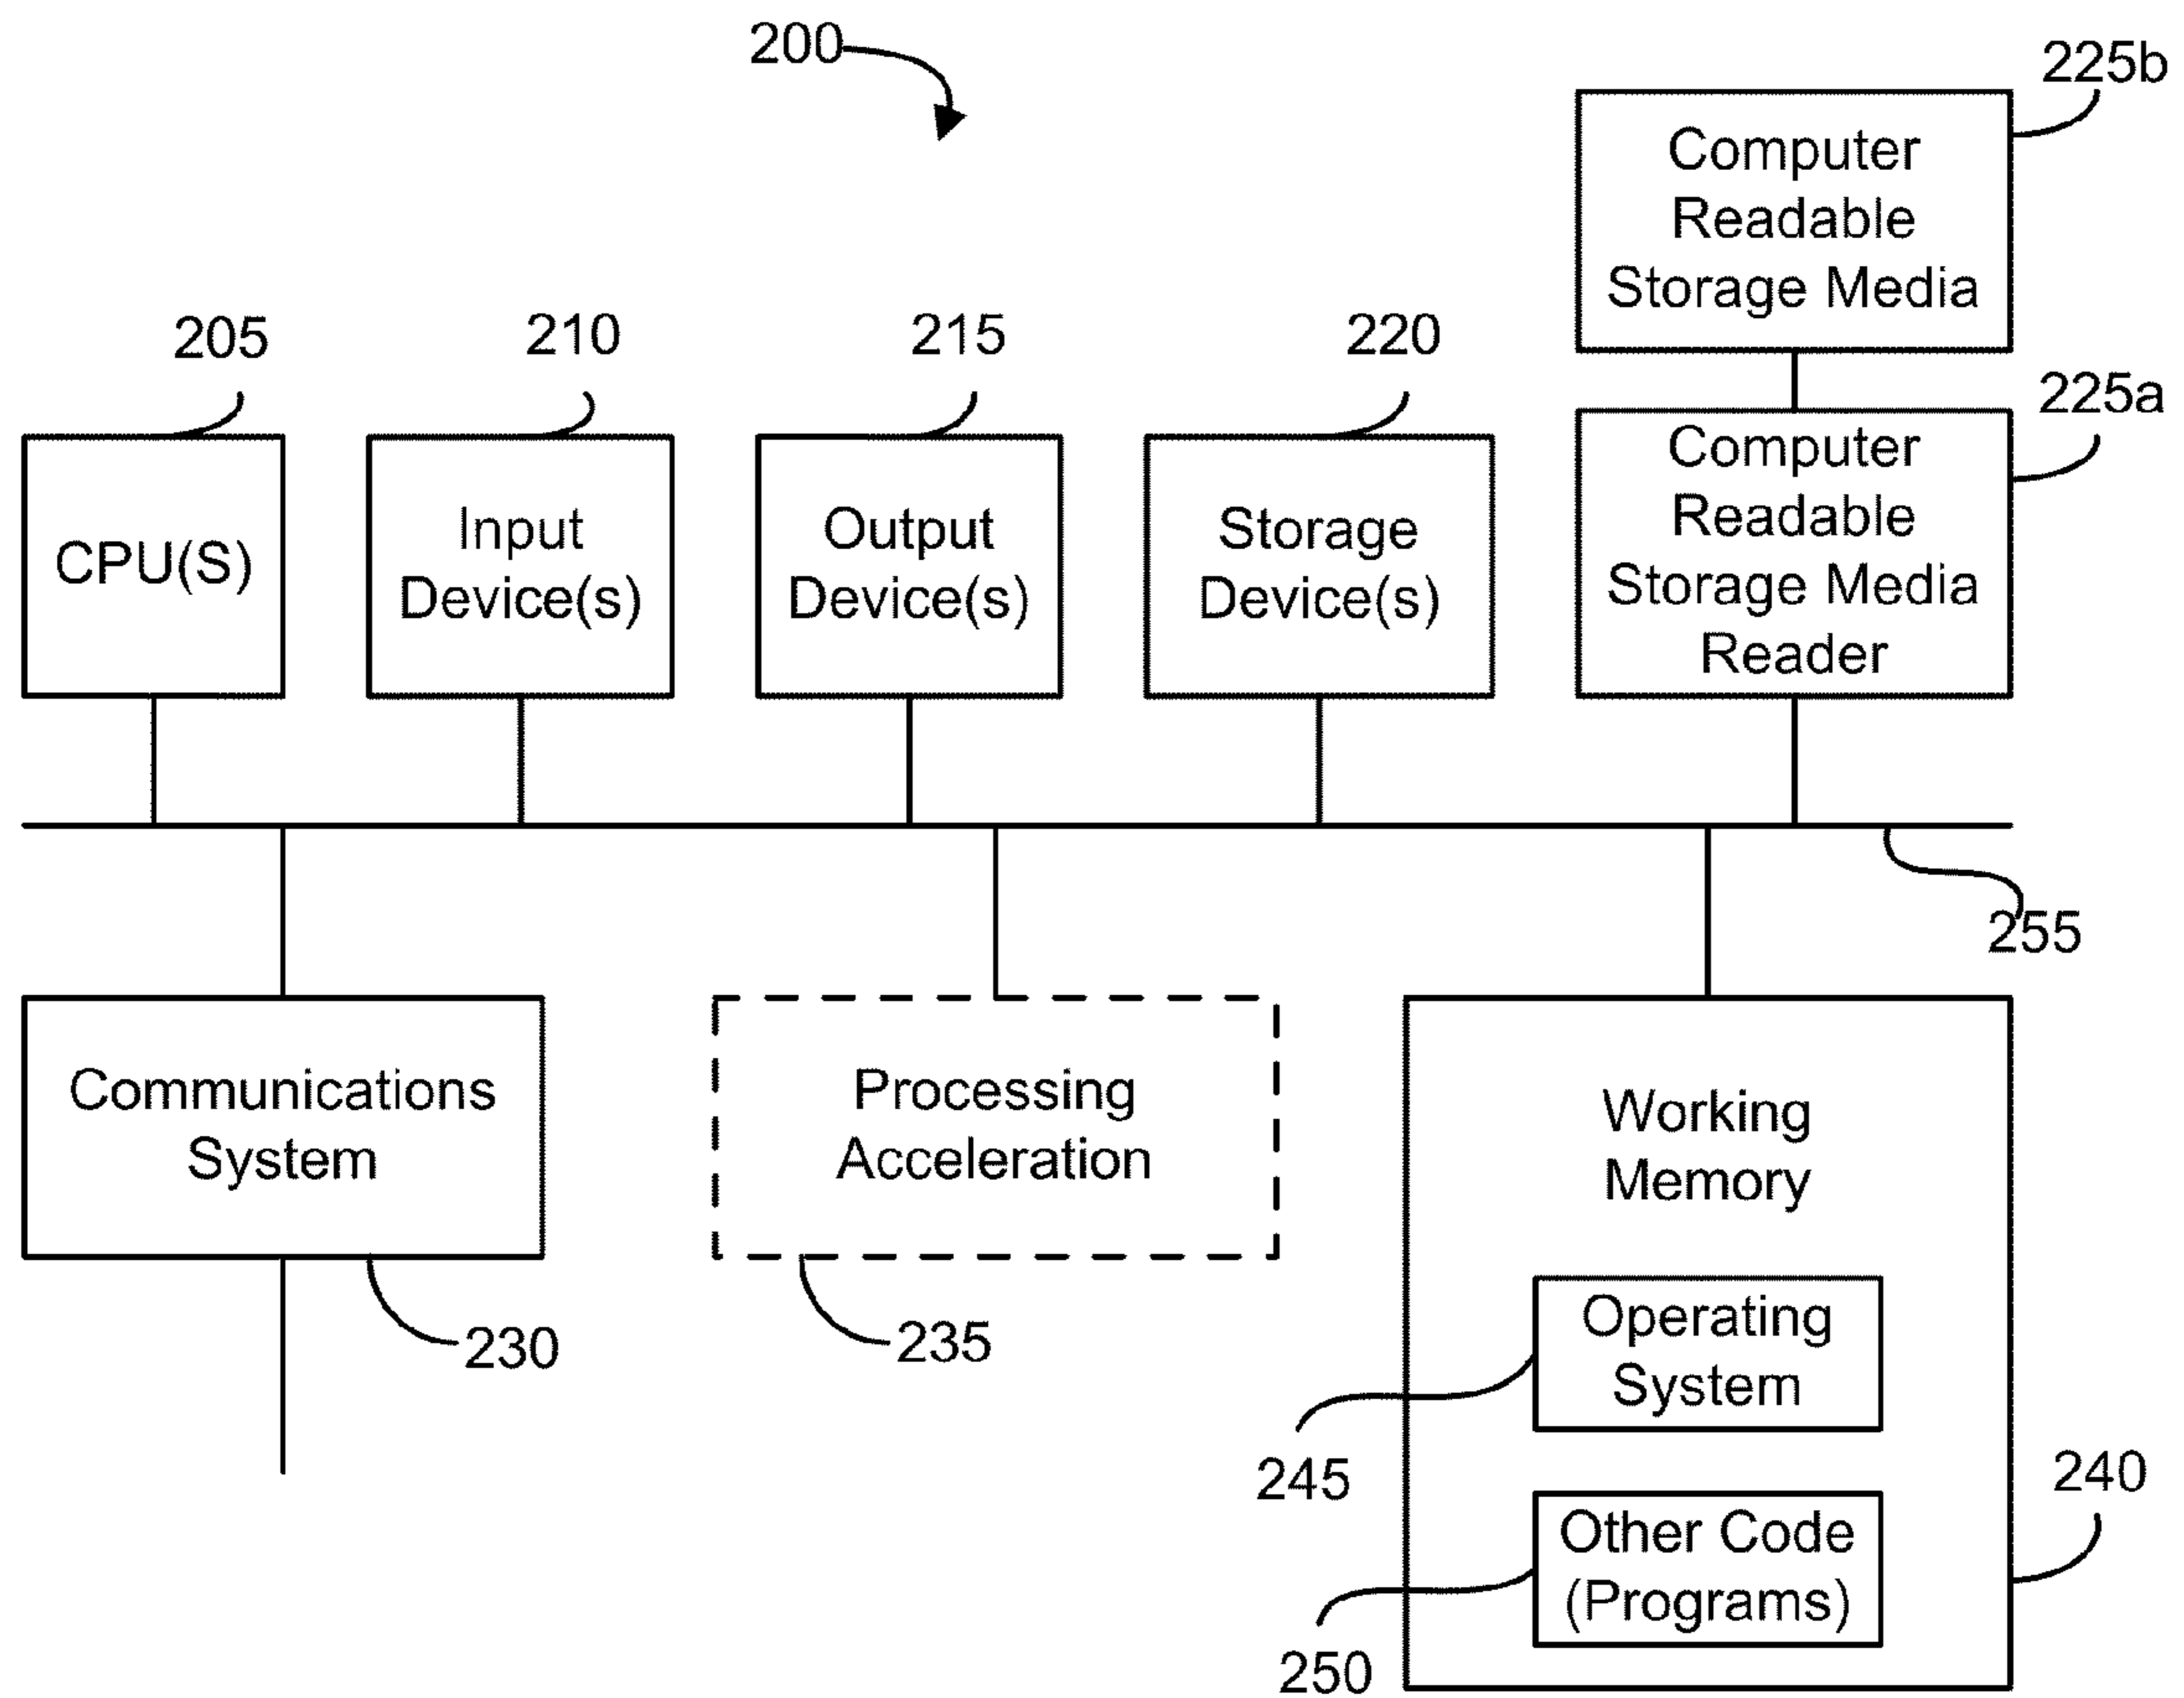 200
225b
Computer
Readable
Storage Media
205
210
215
220
225a
CPU(S)
Input
Device(s)
Output
Device(s)
Storage
Device(s)
Computer
Readable
Storage Media
Reader
255
Communications
System
230
Processing
Acceleration
235
Working
Memory
Operating
System
245
240
Other Code
(Programs)
250